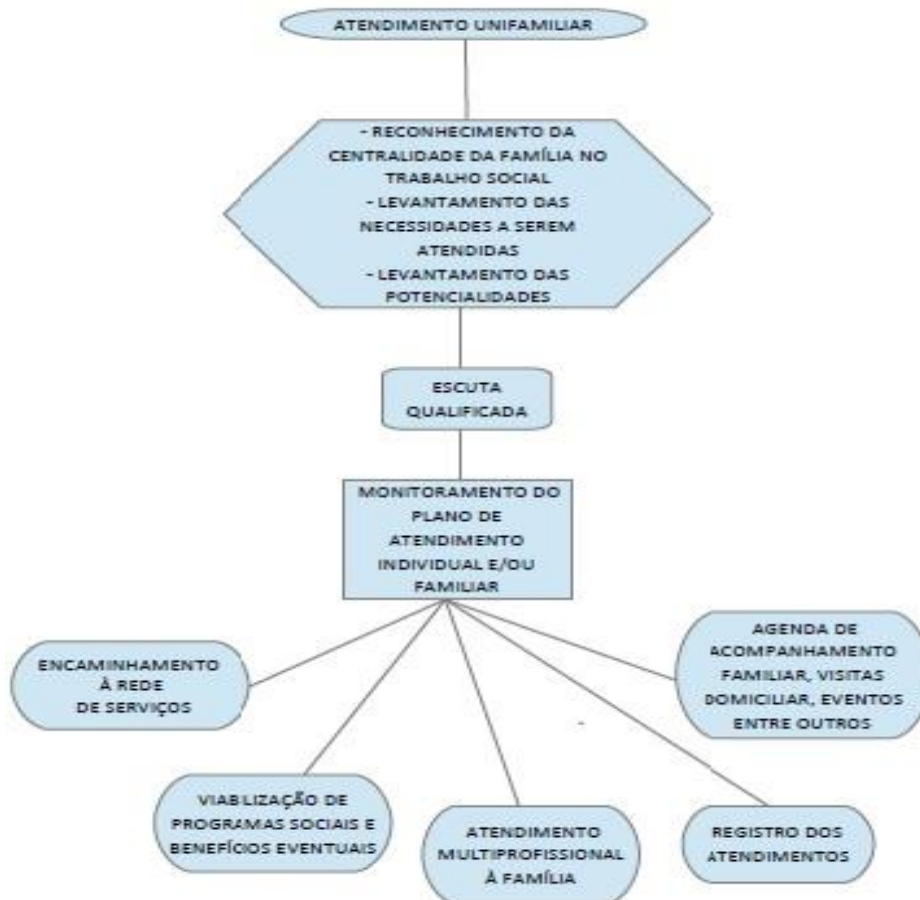 ATENDIMENTO UNIFAMILIAR
- RECONHECIMENTO DA
CENTRALIDADE DA FAMÍLIA NO
TRABALHO SOCIAL
- LEVANTAMENTO DAS
NECESSIDADES A SEREM
ATENDIDAS
- LEVANTAMENTO DAS
POTENCIALIDADES
ESCUTA
QUALIFICADA
MONITORAMENTO DO
PLANO DE
ATENDIMENTO
INDIVIDUAL E/OU
FAMILIAR
ENCAMINHAMENTO
À REDE
DE SERVIÇOS
VIABLIZAÇÃO DE
PROGRAMAS SOCIAIS E
BENEFÍCIOS EVENTUAIS
ATENDIMENTO
MULTIPROFISSIONAL
À FAMÍLIA
REGISTRO DOS
ATENDIMENTOS
AGENDA DE
ACOMPANHAMENTO
FAMILIAR, VISITAS
DOMICILIAR, EVENTOS
ENTRE OUTROS